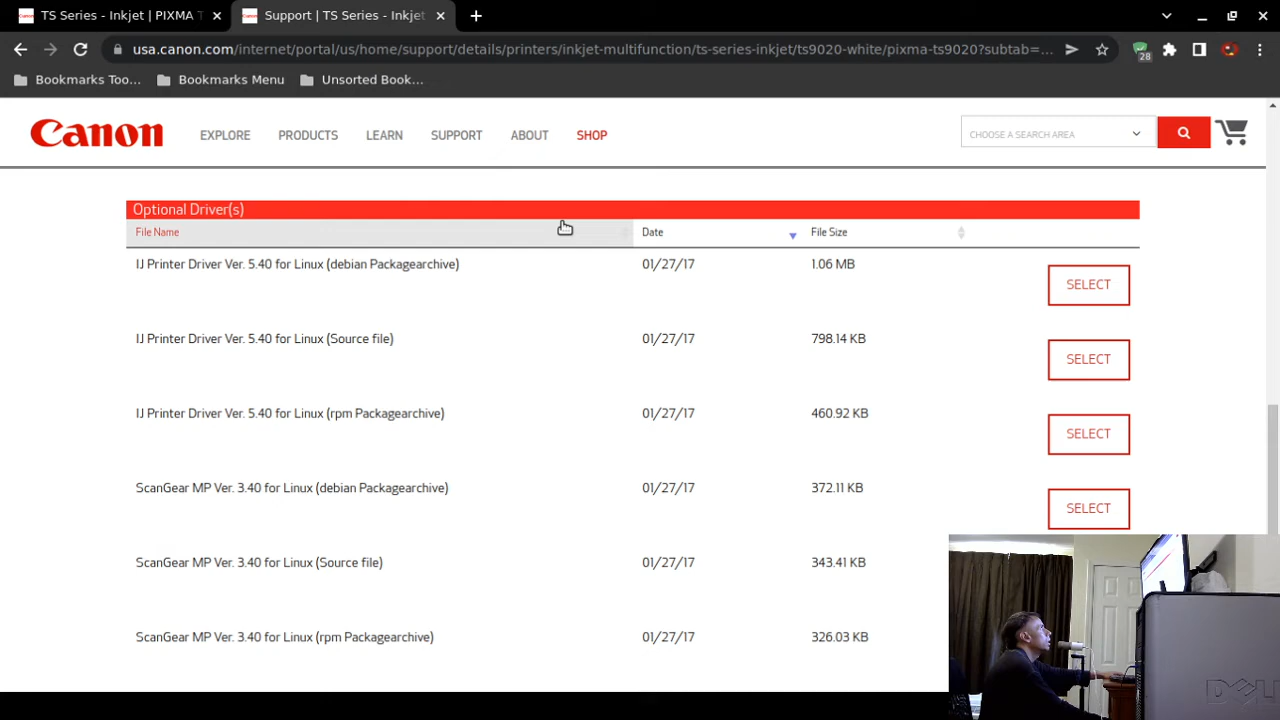 TS Series - Inkjet | PIXMA T
Support | TS Series - Inkjet
usa.canon.com/internet/portal/us/home/support/details/printers/inkjet-multifunction/ts-series-inkjet/ts9020-white/pixma-ts9020?subtab=...
28
Bookmarks Too...
Bookmarks Menu
Unsorted Book...
Canon
EXPLORE
PRODUCTS
LEARN
SUPPORT
ABOUT
SHOP
CHOOSE A SEARCH AREA
Optional Driver(s)
File Name Date File Size
IJ Printer Driver Ver. 5.40 for Linux (debian Packagearchive) 01/27/17 1.06 MB SELECT
IJ Printer Driver Ver. 5.40 for Linux (Source file) 01/27/17 798.14 KB SELECT
IJ Printer Driver Ver. 5.40 for Linux (rpm Packagearchive) 01/27/17 460.92 KB SELECT
ScanGear MP Ver. 3.40 for Linux (debian Packagearchive) 01/27/17 372.11 KB SELECT
ScanGear MP Ver. 3.40 for Linux (Source file) 01/27/17 343.41 KB
ScanGear MP Ver. 3.40 for Linux (rpm Packagearchive) 01/27/17 326.03 KB
DELL